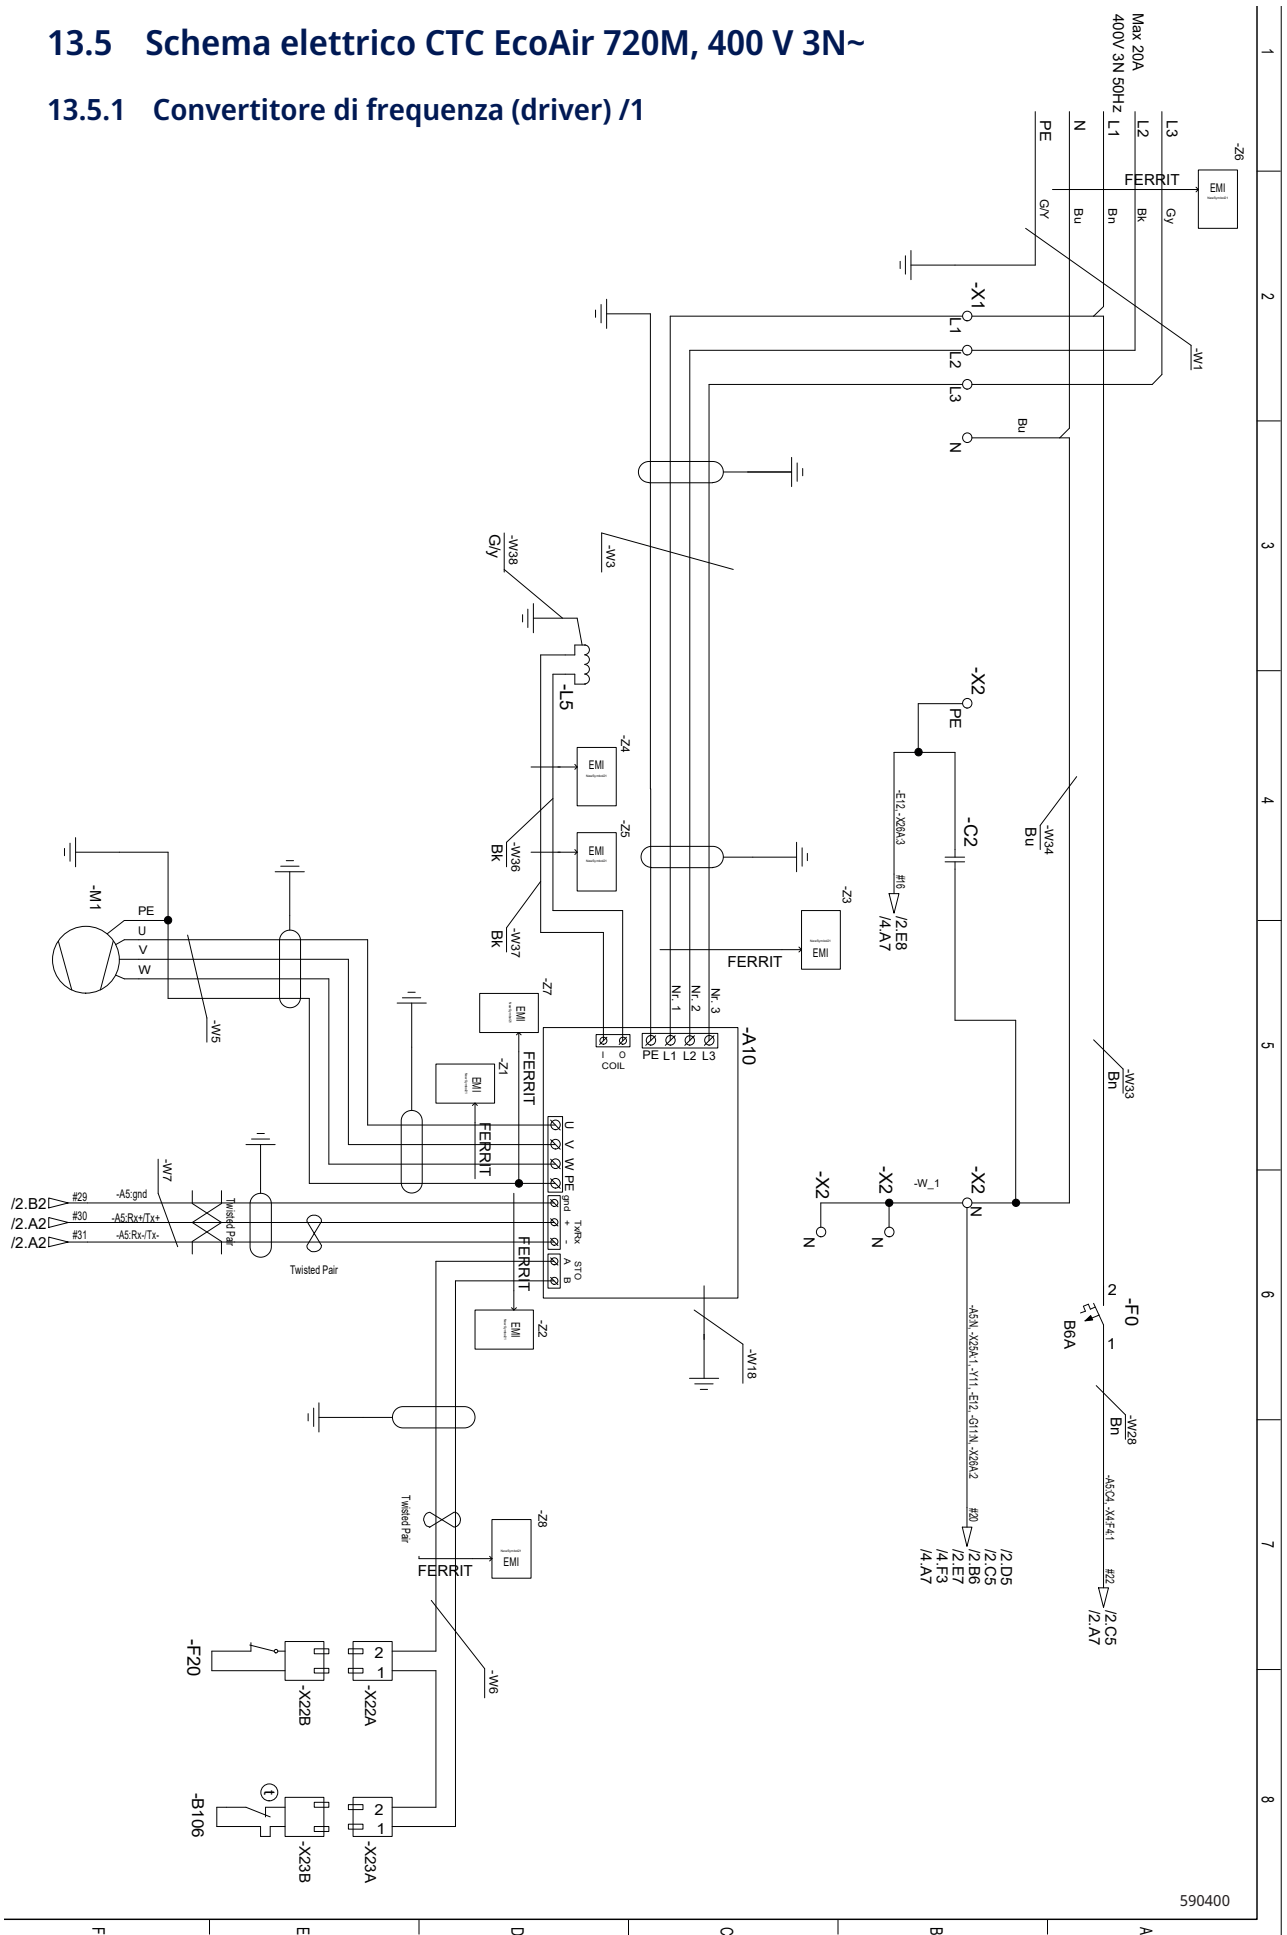 13.5 Schema elettrico CTC EcoAir 720M, 400 V 3N~
13.5.1 Convertitore di frequenza (driver) /1
Max 20A
400V 3N 50Hz
PE
N
L1
L2
L3
-Z6
EMI
FERRIT
G/Y
Bu
Bn
Bk
Gy
-X1
L1
L2
L3
N
-W1
Bu
-W38
G/y
-W3
-L5
-X2
PE
-Z4
EMI
-Z5
EMI
-W36
Bk
-W37
Bk
-E12,-X26A:3
#16
/2.E8
/4.A7
-C2
-W34
Bu
-Z3
EMI
FERRIT
-M1
PE
U
V
W
-W5
-Z7
EMI
FERRIT
-Z1
EMI
FERRIT
Nr. 1
Nr. 2
Nr. 3
-A10
I
O
COIL
PE L1 L2 L3
U
V
W
PE
gnd
+
-
Tx/Rx
A
B
STO
-W33
Bn
-W7
/2.B2
#29
-A5:gnd
/2.A2
#30
-A5:Rx+/Tx+
/2.A2
#31
-A5:Rx-/Tx-
Twisted Pair
Twisted Pair
FERRIT
-Z2
EMI
-W18
-X2
N
-X2
N
-W_1
-X2
N
2
-F0
1
B6A
-W28
Bn
-A5:N, -X25A:1, -Y11, -E12, -G11:N, -X26A:2
#20
/2.D5
/2.C5
/2.B6
/2.E7
/4.F3
/4.A7
-A5:C4, -X4:F4:1
#22
/2.C5
/2.A7
Twisted Pair
-Z8
EMI
FERRIT
-W6
-F20
-X22B
2
1
-X22A
-B106
t
-X23B
2
1
-X23A
1
2
3
4
5
6
7
8
590400
F
E
D
C
B
A